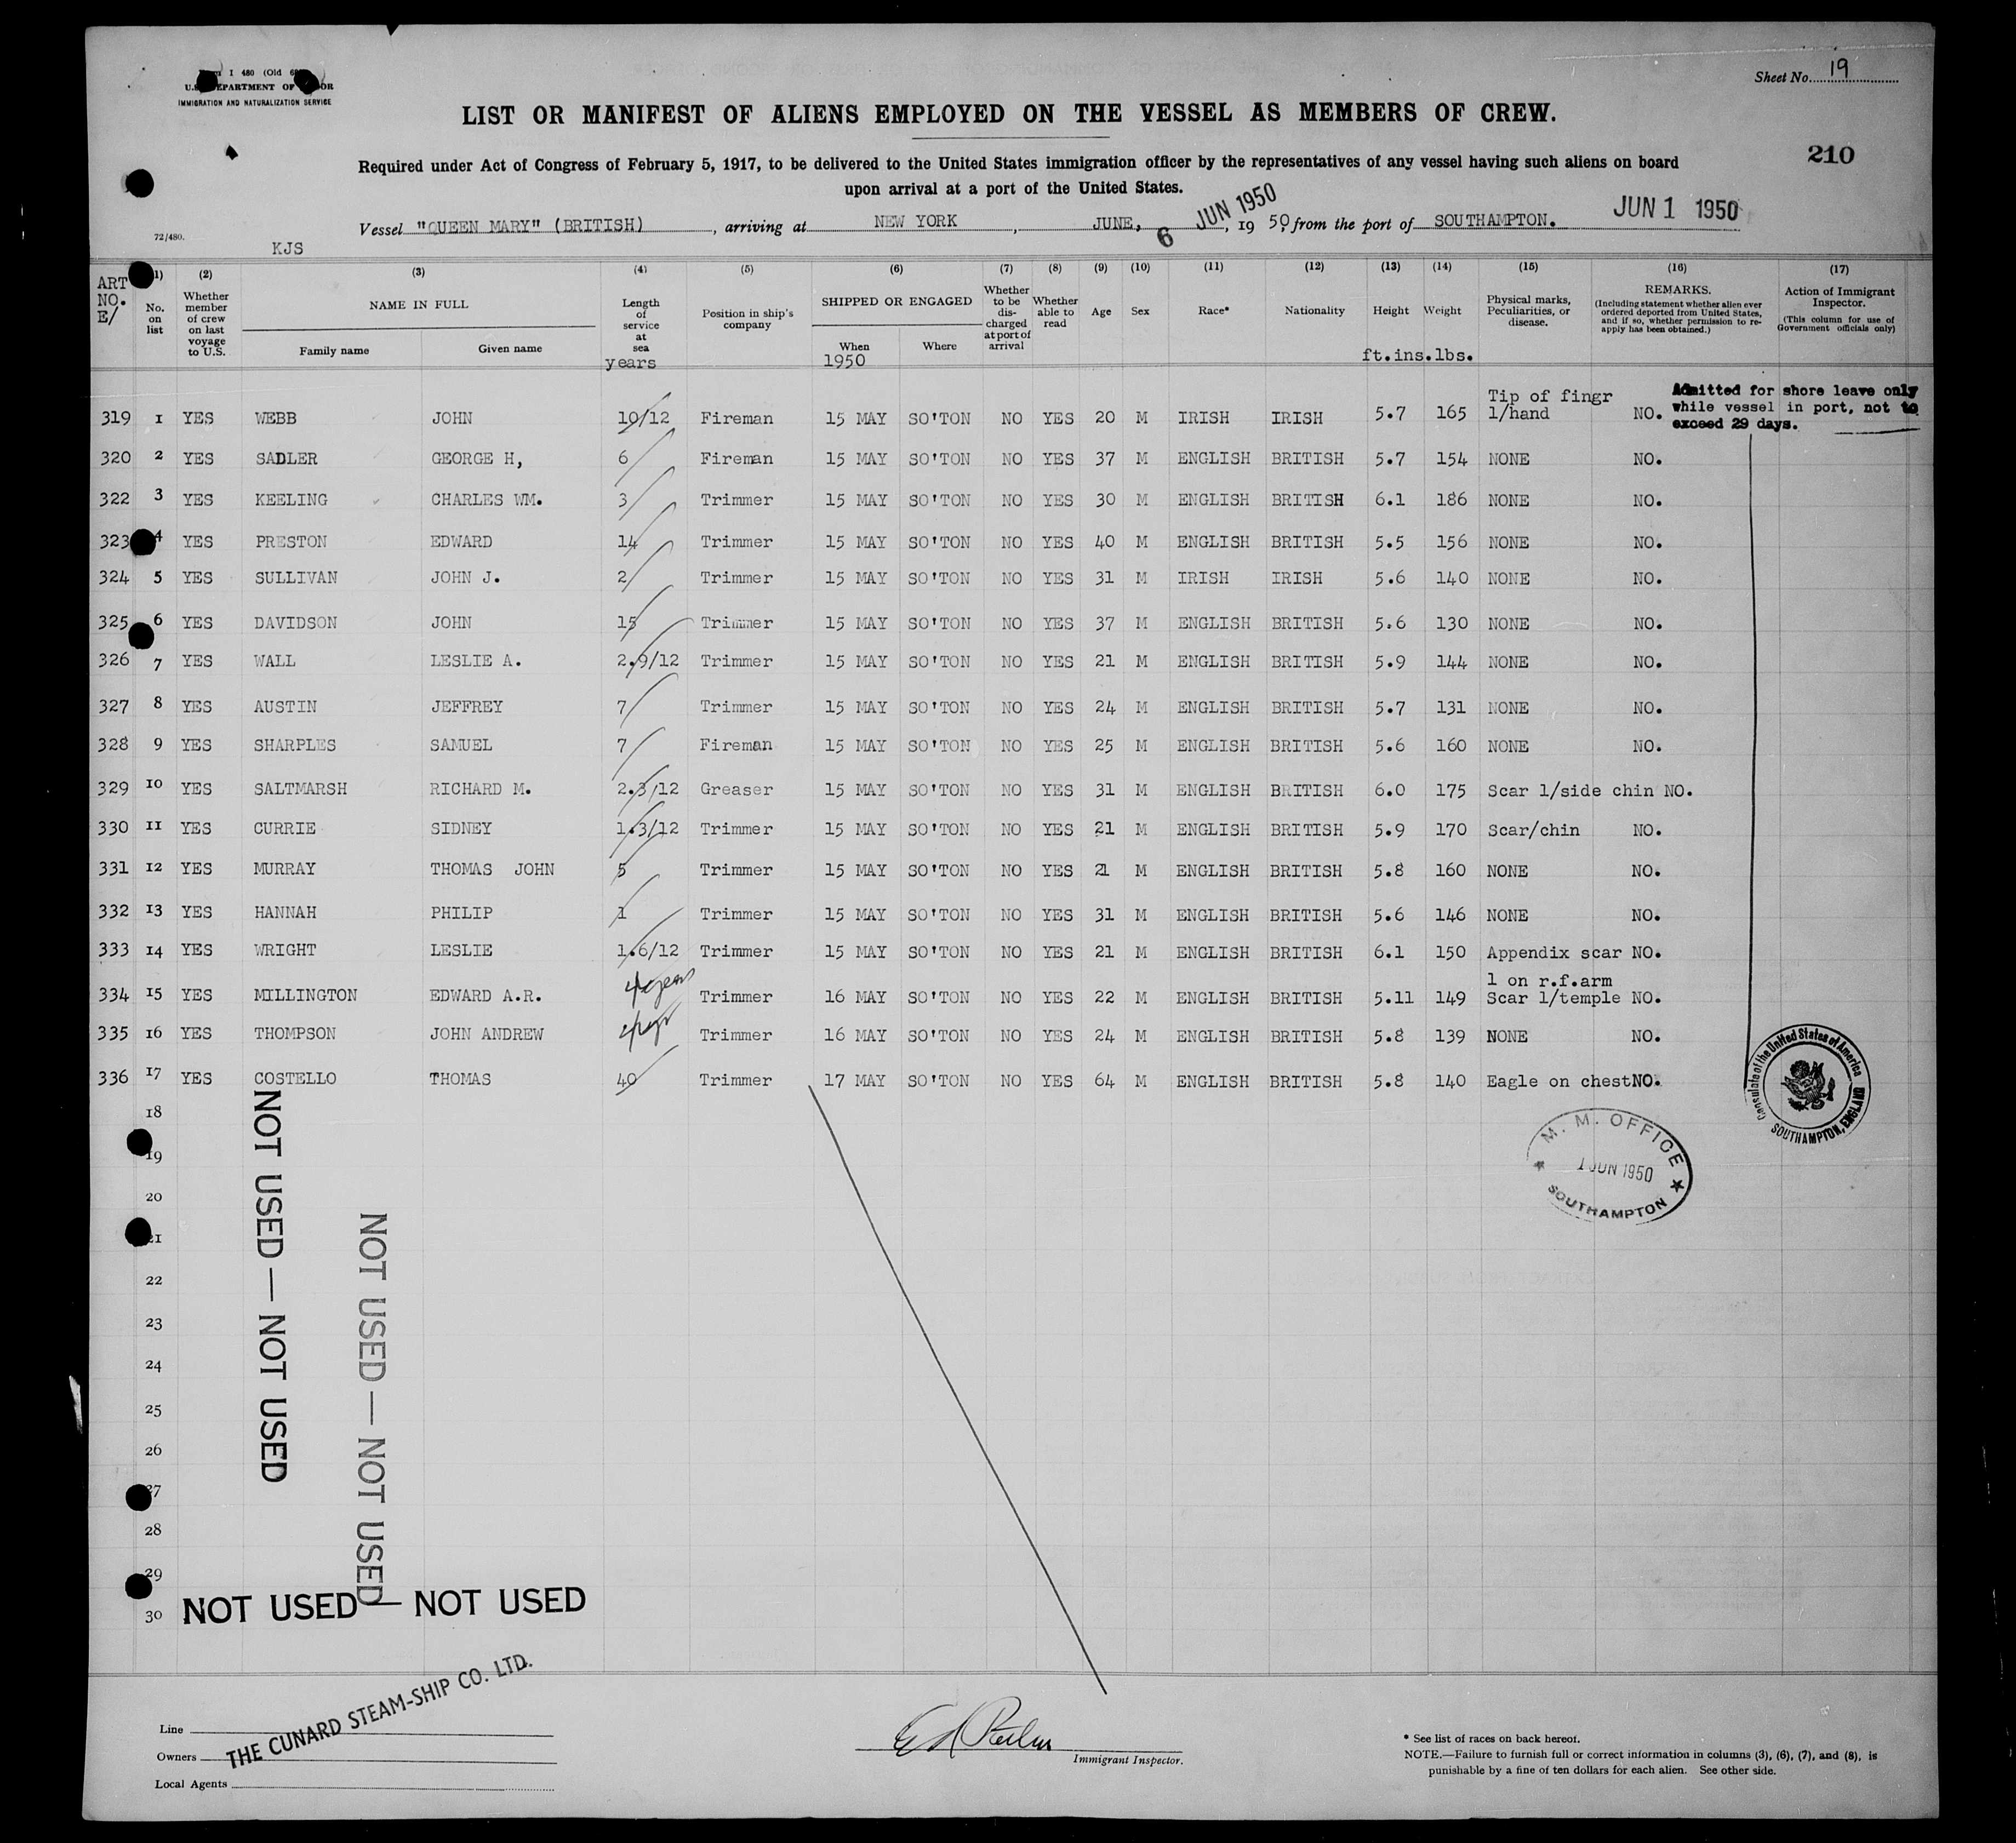 Sheet No. 19
I 480 (Old
IMMIGRATION AND NATURALIZATION SERVICE
LIST OR MANIFEST OF ALIENS EMPLOYED ON THE VESSEL AS MEMBERS OF CREW.
210
Required under Act of Congress of February 5, 1917, to be delivered to the United States immigration officer by the representatives of any vessel having such aliens on board
upon arrival at a port of the United States.
Vessel "QUEEN MARY" (BRITISH), arriving at NEW YORK, JUNE, 6 JUN 1950, 19 50, from the port of SOUTHAMPTON. JUN 1 1950
72/480.
KJS
ART NO. E/ (1) No. on list (2) Whether member of crew on last voyage to U.S. (3) NAME IN FULL Family name Given name (4) Length of service at sea years (5) Position in ship's company (6) SHIPPED OR ENGAGED When 1950 Where (7) Whether to be discharged at port of arrival (8) Whether able to read (9) Age (10) Sex (11) Race* (12) Nationality (13) Height ft.ins. (14) Weight lbs. (15) Physical marks, Peculiarities, or disease. (16) REMARKS. (Including statement whether alien ever ordered deported from United States, and if so, whether permission to re-apply has been obtained.) (17) Action of Immigrant Inspector. (This column for use of Government officials only)
Admitted for shore leave only
while vessel in port, not to
exceed 29 days.
319 1 YES WEBB JOHN 10/12 Fireman 15 MAY SO'TON NO YES 20 M IRISH IRISH 5.7 165 Tip of fingr l/hand NO.
320 2 YES SADLER GEORGE H, 6 Fireman 15 MAY SO'TON NO YES 37 M ENGLISH BRITISH 5.7 154 NONE NO.
322 3 YES KEELING CHARLES WM. 3 Trimmer 15 MAY SO'TON NO YES 30 M ENGLISH BRITISH 6.1 186 NONE NO.
323 4 YES PRESTON EDWARD 14 Trimmer 15 MAY SO'TON NO YES 40 M ENGLISH BRITISH 5.5 156 NONE NO.
324 5 YES SULLIVAN JOHN J. 2 Trimmer 15 MAY SO'TON NO YES 31 M IRISH IRISH 5.6 140 NONE NO.
325 6 YES DAVIDSON JOHN 15 Trimmer 15 MAY SO'TON NO YES 37 M ENGLISH BRITISH 5.6 130 NONE NO.
326 7 YES WALL LESLIE A. 2.9/12 Trimmer 15 MAY SO'TON NO YES 21 M ENGLISH BRITISH 5.9 144 NONE NO.
327 8 YES AUSTIN JEFFREY 7 Trimmer 15 MAY SO'TON NO YES 24 M ENGLISH BRITISH 5.7 131 NONE NO.
328 9 YES SHARPLES SAMUEL 7 Fireman 15 MAY SO'TON NO YES 25 M ENGLISH BRITISH 5.6 160 NONE NO.
329 10 YES SALTMARSH RICHARD M. 2.3/12 Greaser 15 MAY SO'TON NO YES 31 M ENGLISH BRITISH 6.0 175 Scar l/side chin NO.
330 11 YES CURRIE SIDNEY 1.3/12 Trimmer 15 MAY SO'TON NO YES 21 M ENGLISH BRITISH 5.9 170 Scar/chin NO.
331 12 YES MURRAY THOMAS JOHN 5 Trimmer 15 MAY SO'TON NO YES 21 M ENGLISH BRITISH 5.8 160 NONE NO.
332 13 YES HANNAH PHILIP 1 Trimmer 15 MAY SO'TON NO YES 31 M ENGLISH BRITISH 5.6 146 NONE NO.
333 14 YES WRIGHT LESLIE 1.6/12 Trimmer 15 MAY SO'TON NO YES 21 M ENGLISH BRITISH 6.1 150 Appendix scar NO.
334 15 YES MILLINGTON EDWARD A.R. 4 years Trimmer 16 MAY SO'TON NO YES 22 M ENGLISH BRITISH 5.11 149 1 on r.f.arm Scar l/temple NO.
335 16 YES THOMPSON JOHN ANDREW Trimmer 16 MAY SO'TON NO YES 24 M ENGLISH BRITISH 5.8 139 NONE NO.
336 17 YES COSTELLO THOMAS 40 Trimmer 17 MAY SO'TON NO YES 64 M ENGLISH BRITISH 5.8 140 Eagle on chest NO.
Consulate of the United States of America
SOUTHAMPTON, ENGLAND
M. M. OFFICE
1 JUN 1950
SOUTHAMPTON
18
19
20
21
22
23
24
25
26
27
28
29
30
NOT USED — NOT USED
NOT USED — NOT USED
NOT USED — NOT USED
Line
Owners
Local Agents
THE CUNARD STEAM-SHIP CO. LTD.
Immigrant Inspector.
* See list of races on back hereof.
NOTE.—Failure to furnish full or correct information in columns (3), (6), (7), and (8), is
punishable by a fine of ten dollars for each alien. See other side.